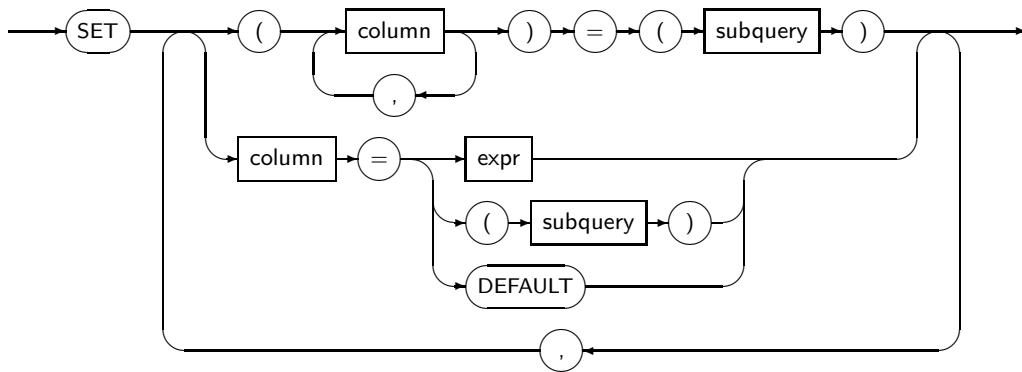 SET ( column ) = ( subquery )
,
column = expr
( subquery )
DEFAULT
,